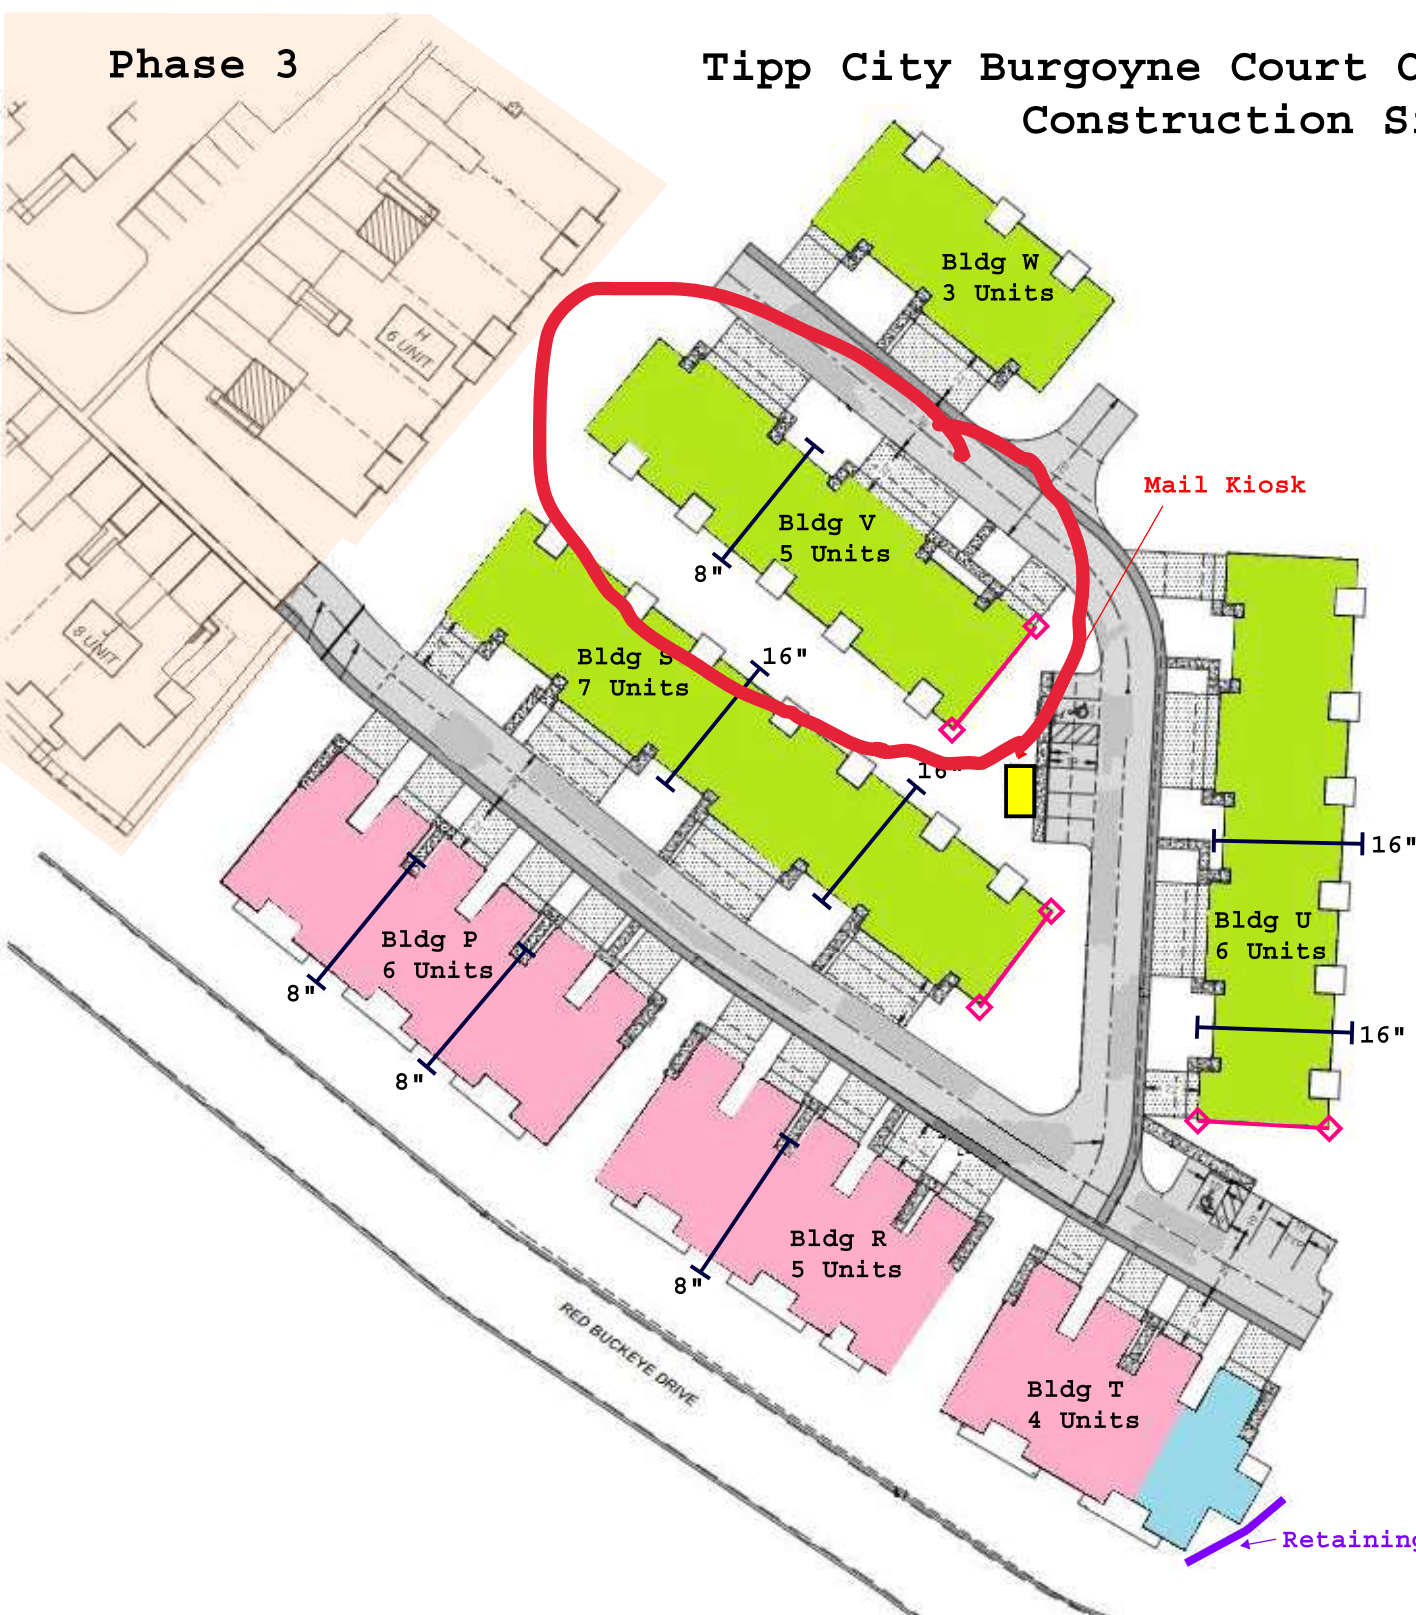 Phase 3
Tipp City Burgoyne Court
Construction
Bldg W
3 Units
H
6 UNIT
Mail Kiosk
Bldg V
5 Units
8"
8 UNIT
Bldg S
7 Units
16"
16"
16"
Bldg U
6 Units
Bldg P
6 Units
8"
16"
8"
Bldg R
5 Units
8"
RED BUCKEYE DRIVE
Bldg T
4 Units
Retaining